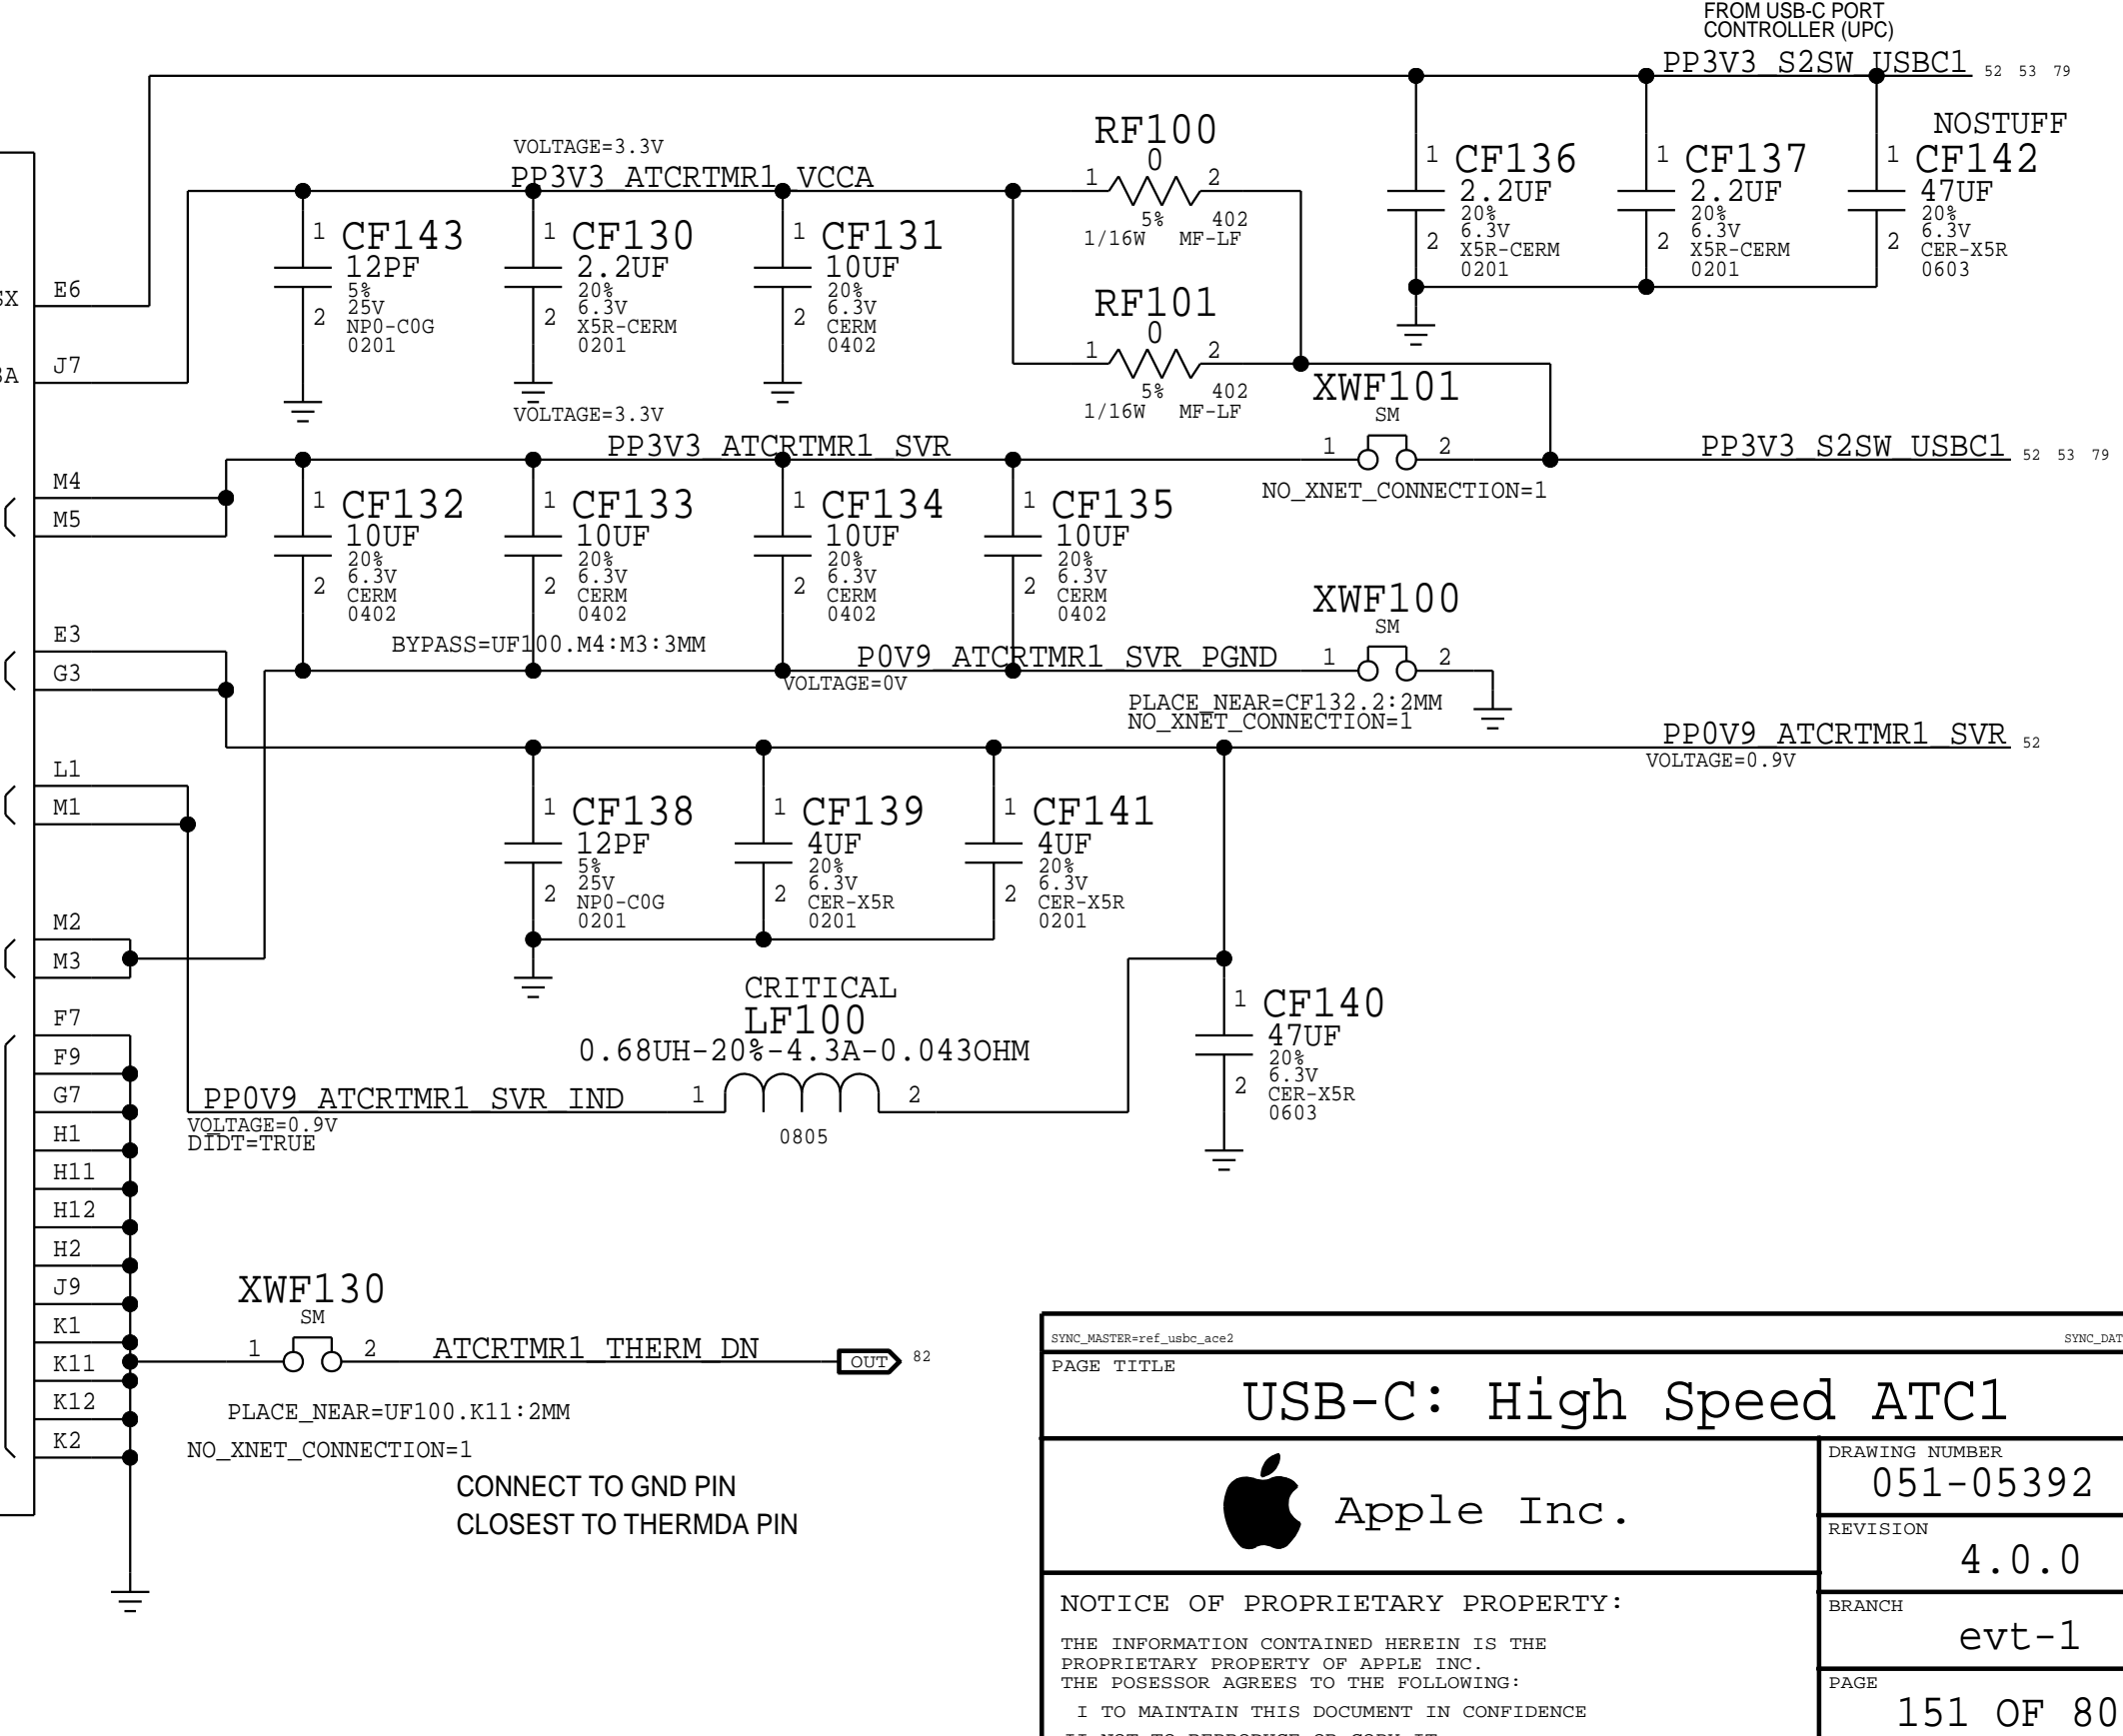 FROM USB-C PORT
CONTROLLER (UPC)
PP3V3_S2SW_USBC1 52 53 79
VOLTAGE=3.3V
PP3V3_ATCRTMR1_VCCA
RF100
0
1 2
5% 402
1/16W MF-LF
NOSTUFF
1 CF136
2.2UF
20%
6.3V
2 X5R-CERM
0201
1 CF137
2.2UF
20%
6.3V
2 X5R-CERM
0201
1 CF142
47UF
20%
6.3V
2 CER-X5R
0603
1 CF143
12PF
5%
25V
2 NP0-C0G
0201
1 CF130
2.2UF
20%
6.3V
2 X5R-CERM
0201
1 CF131
10UF
20%
6.3V
2 CERM
0402
SX E6
J7
RF101
0
1 2
5% 402
1/16W MF-LF
XWF101
SM
1 2
NO_XNET_CONNECTION=1
VOLTAGE=3.3V
PP3V3_ATCRTMR1_SVR
PP3V3_S2SW_USBC1 52 53 79
M4
M5
1 CF132
10UF
20%
6.3V
2 CERM
0402
1 CF133
10UF
20%
6.3V
2 CERM
0402
1 CF134
10UF
20%
6.3V
2 CERM
0402
1 CF135
10UF
20%
6.3V
2 CERM
0402
XWF100
SM
1 2
E3
G3
BYPASS=UF100.M4:M3:3MM
P0V9_ATCRTMR1_SVR_PGND
VOLTAGE=0V
PLACE_NEAR=CF132.2:2MM
NO_XNET_CONNECTION=1
PP0V9_ATCRTMR1_SVR 52
VOLTAGE=0.9V
L1
M1
1 CF138
12PF
5%
25V
2 NP0-C0G
0201
1 CF139
4UF
20%
6.3V
2 CER-X5R
0201
1 CF141
4UF
20%
6.3V
2 CER-X5R
0201
M2
M3
CRITICAL
LF100
0.68UH-20%-4.3A-0.043OHM
1 2
0805
1 CF140
47UF
20%
6.3V
2 CER-X5R
0603
PP0V9_ATCRTMR1_SVR_IND
VOLTAGE=0.9V
DIDT=TRUE
F7
F9
G7
H1
H11
H12
H2
J9
K1
K11
K12
K2
XWF130
SM
1 2
ATCRTMR1_THERM_DN
OUT 82
PLACE_NEAR=UF100.K11:2MM
NO_XNET_CONNECTION=1
CONNECT TO GND PIN
CLOSEST TO THERMDA PIN
SYNC_MASTER=ref_usbc_ace2 SYNC_DAT
PAGE TITLE
USB-C: High Speed ATC1
Apple Inc.
DRAWING NUMBER
051-05392
REVISION
4.0.0
BRANCH
evt-1
PAGE
151 OF 80
NOTICE OF PROPRIETARY PROPERTY:
THE INFORMATION CONTAINED HEREIN IS THE
PROPRIETARY PROPERTY OF APPLE INC.
THE POSESSOR AGREES TO THE FOLLOWING:
I TO MAINTAIN THIS DOCUMENT IN CONFIDENCE